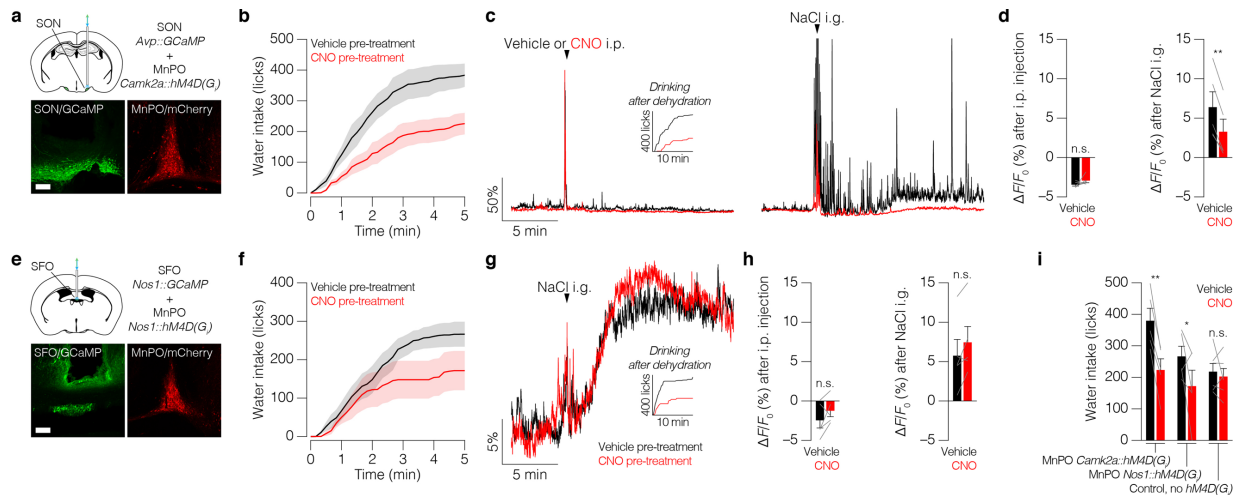 a
SON
SON
Avp::GCaMP
+
MnPO
Camk2a::hM4D(Gi)
SON/GCaMP
MnPO/mCherry
b
Vehicle pre-treatment
CNO pre-treatment
Water intake (licks)
500
400
300
200
100
0
0 1 2 3 4 5
Time (min)
c
Vehicle or CNO i.p.
NaCl i.g.
Drinking
after dehydration
400 licks
10 min
50%
5 min
d
ΔF/F0 (%) after i.p. injection
15
10
5
0
−5
n.s.
Vehicle
CNO
ΔF/F0 (%) after NaCl i.g.
15
10
5
0
−5
**
Vehicle
CNO
e
SFO
SFO
Nos1::GCaMP
+
MnPO
Nos1::hM4D(Gi)
SFO/GCaMP
MnPO/mCherry
f
Vehicle pre-treatment
CNO pre-treatment
Water intake (licks)
400
300
200
100
0
0 1 2 3 4 5
Time (min)
g
NaCl i.g.
Drinking
after dehydration
400 licks
10 min
5%
5 min
Vehicle pre-treatment
CNO pre-treatment
h
ΔF/F0 (%) after i.p. injection
15
10
5
0
−5
n.s.
Vehicle
CNO
ΔF/F0 (%) after NaCl i.g.
15
10
5
0
−5
n.s.
Vehicle
CNO
i
Vehicle
CNO
Water intake (licks)
500
400
300
200
100
0
**
*
n.s.
MnPO Camk2a::hM4D(Gi)
MnPO Nos1::hM4D(Gi)
Control, no hM4D(Gi)